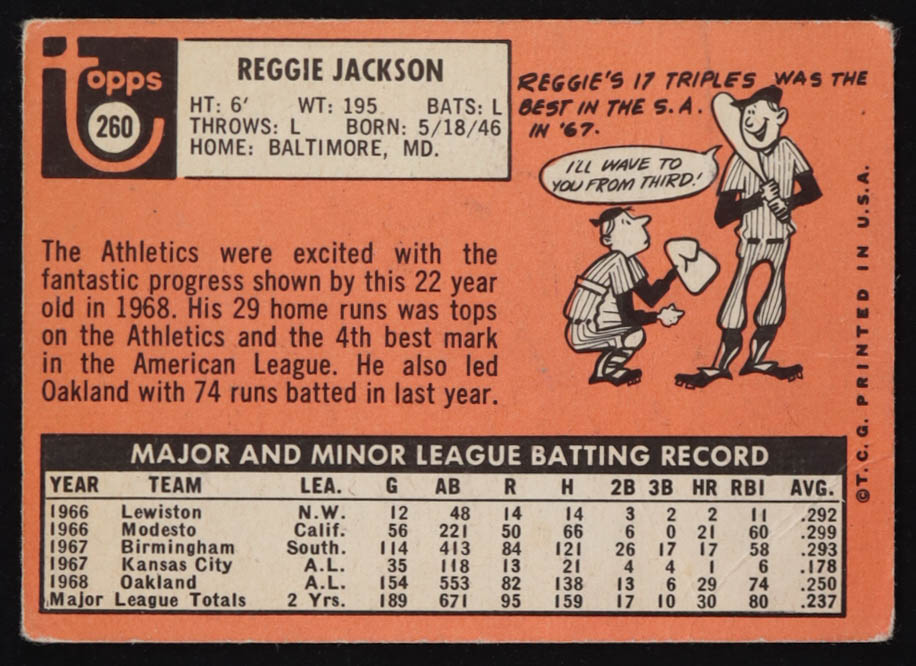 Topps
260
REGGIE JACKSON
HT: 6' WT: 195 BATS: L
THROWS: L BORN: 5/18/46
HOME: BALTIMORE, MD.
REGGIE'S 17 TRIPLES WAS THE
BEST IN THE S.A.
IN '67.
I'LL WAVE TO
YOU FROM THIRD!
The Athletics were excited with the
fantastic progress shown by this 22 year
old in 1968. His 29 home runs was tops
on the Athletics and the 4th best mark
in the American League. He also led
Oakland with 74 runs batted in last year.
©T.C.G. PRINTED IN U.S.A.
MAJOR AND MINOR LEAGUE BATTING RECORD
YEAR TEAM LEA. G AB R H 2B 3B HR RBI AVG.
1966 Lewiston N.W. 12 48 14 14 3 2 2 11 .292
1966 Modesto Calif. 56 221 50 66 6 0 21 60 .299
1967 Birmingham South. 114 413 84 121 26 17 17 58 .293
1967 Kansas City A.L. 35 118 13 21 4 4 1 6 .178
1968 Oakland A.L. 154 553 82 138 13 6 29 74 .250
Major League Totals 2 Yrs. 189 671 95 159 17 10 30 80 .237